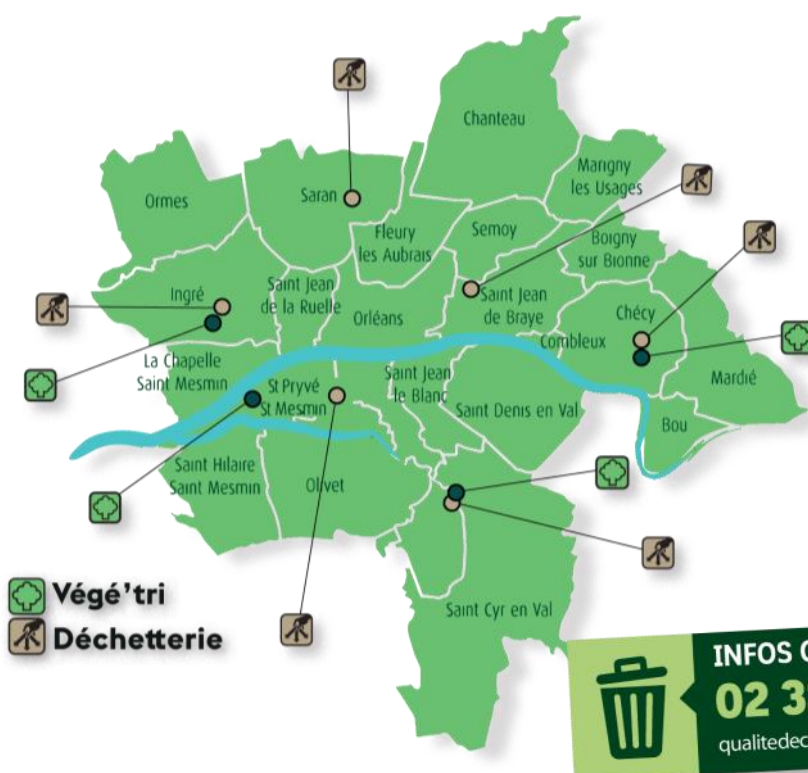 Chanteau
Marigny
les Usages
Ormes
Saran
Fleury
les Aubrais
Semoy
Boigny
sur Bionne
Ingré
Saint Jean
de la Ruelle
Orléans
Saint Jean
de Braye
Chécy
Combleux
La Chapelle
Saint Mesmin
St Pryvé
St Mesmin
Saint Jean
le Blanc
Saint Denis en Val
Mardié
Bou
Saint Hilaire
Saint Mesmin
Olivet
Saint Cyr en Val
Végé'tri
Déchetterie
INFOS
02 3
qualitedec